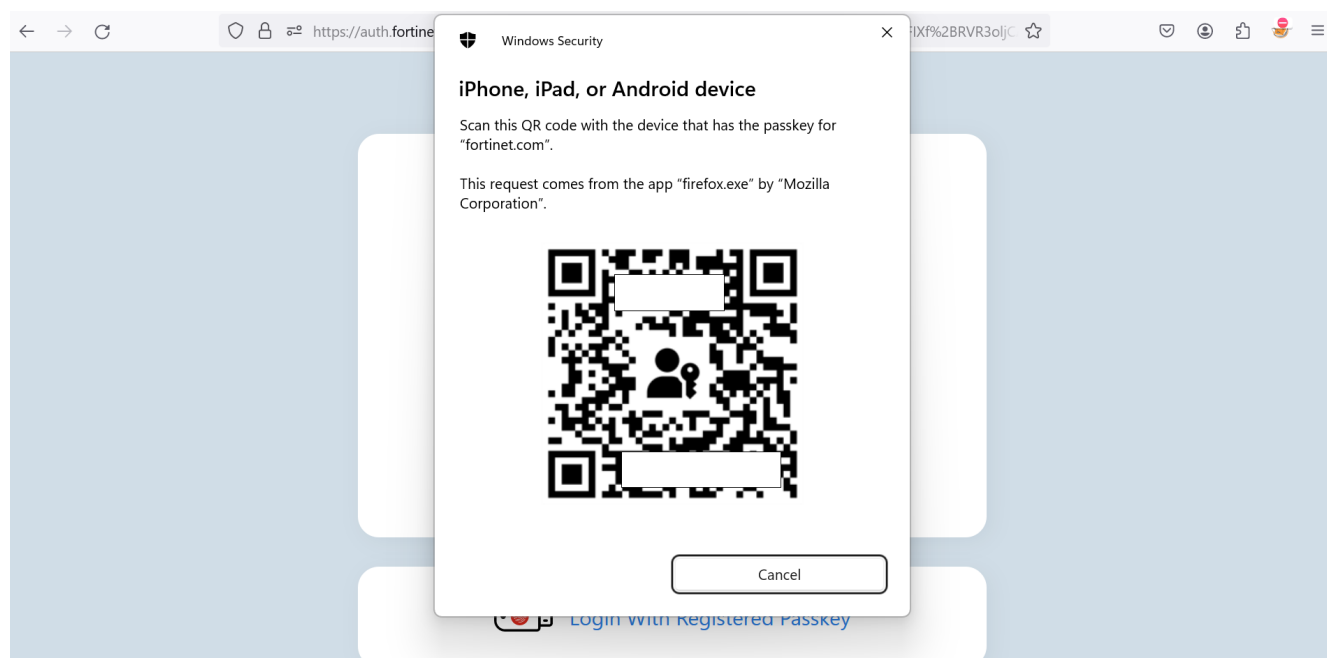 https://auth.fortine
FIXf%2BRVR3oljC
Windows Security
iPhone, iPad, or Android device
Scan this QR code with the device that has the passkey for
“fortinet.com”.
This request comes from the app “firefox.exe” by “Mozilla
Corporation”.
Cancel
Login With Registered Passkey